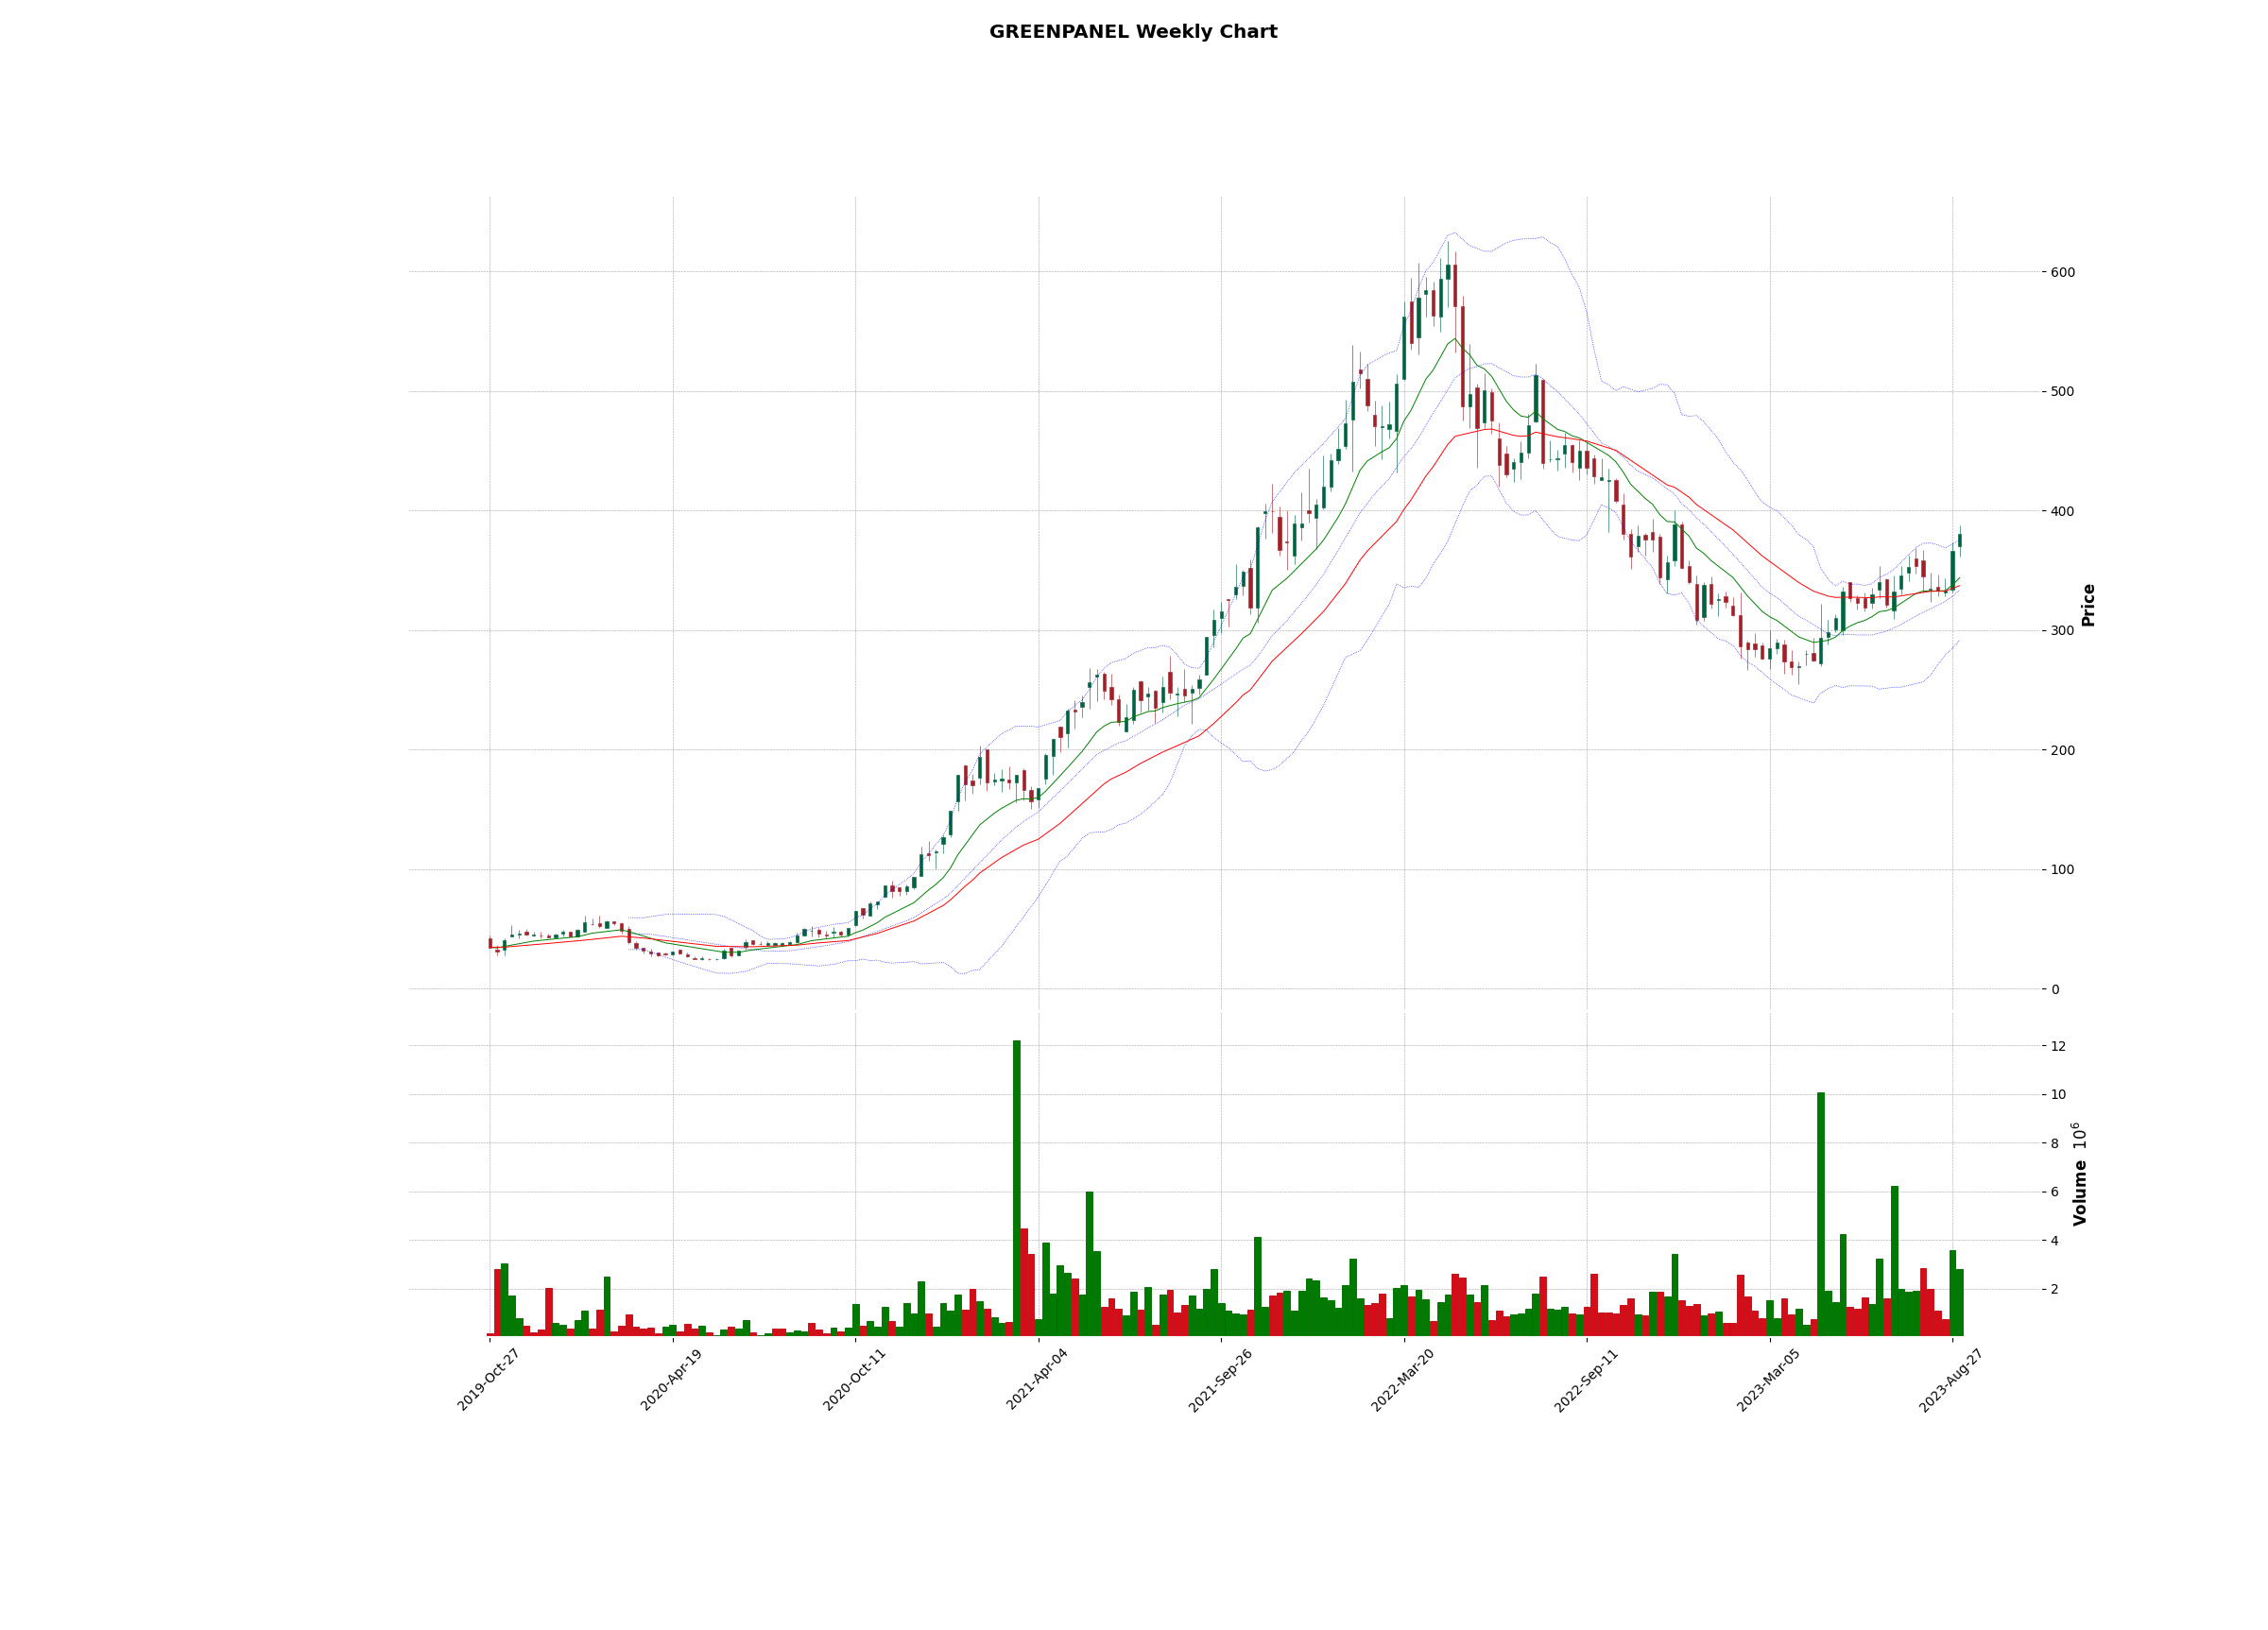 GREENPANEL Weekly Chart
600
500
400
300
200
100
0
Price
12
10
8
6
4
2
Volume 10^6
2019-Oct-27
2020-Apr-19
2020-Oct-11
2021-Apr-04
2021-Sep-26
2022-Mar-20
2022-Sep-11
2023-Mar-05
2023-Aug-27